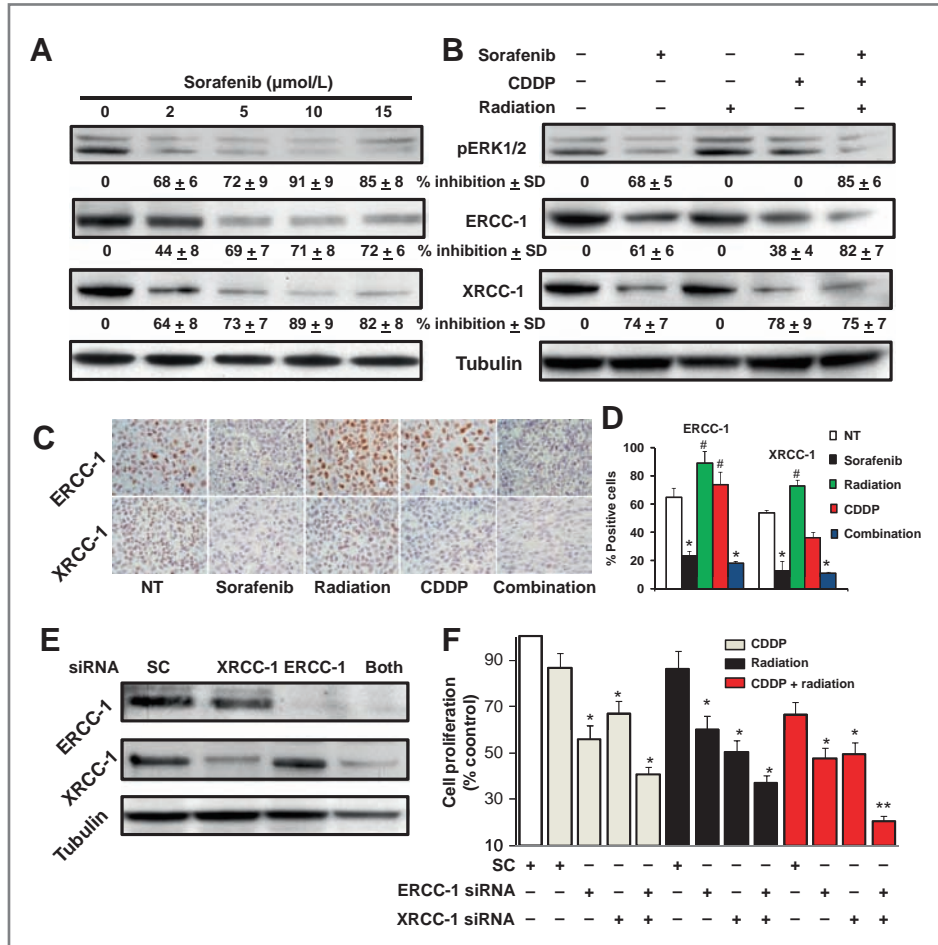 A
Sorafenib (µmol/L)
0 2 5 10 15
0 68 ± 6 72 ± 9 91 ± 9 85 ± 8 % inhibition ± SD
0 44 ± 8 69 ± 7 71 ± 8 72 ± 6 % inhibition ± SD
0 64 ± 8 73 ± 7 89 ± 9 82 ± 8 % inhibition ± SD
B
Sorafenib – + – – +
CDDP – – – + +
Radiation – – + – +
pERK1/2
0 68 ± 5 0 0 85 ± 6
ERCC-1
0 61 ± 6 0 38 ± 4 82 ± 7
XRCC-1
0 74 ± 7 0 78 ± 9 75 ± 7
Tubulin
C
ERCC-1
XRCC-1
NT Sorafenib Radiation CDDP Combination
D
ERCC-1
XRCC-1
% Positive cells
100
80
60
40
20
0
* # # *
* # *
NT
Sorafenib
Radiation
CDDP
Combination
E
siRNA SC XRCC-1 ERCC-1 Both
ERCC-1
XRCC-1
Tubulin
F
Cell proliferation
(% coontrol)
90
70
50
30
10
CDDP
Radiation
CDDP + radiation
* * * * * * * * **
SC + + – – – + – – – + – – –
ERCC-1 siRNA – – + – + – + – + – + – +
XRCC-1 siRNA – – – + + – – + + – – + +